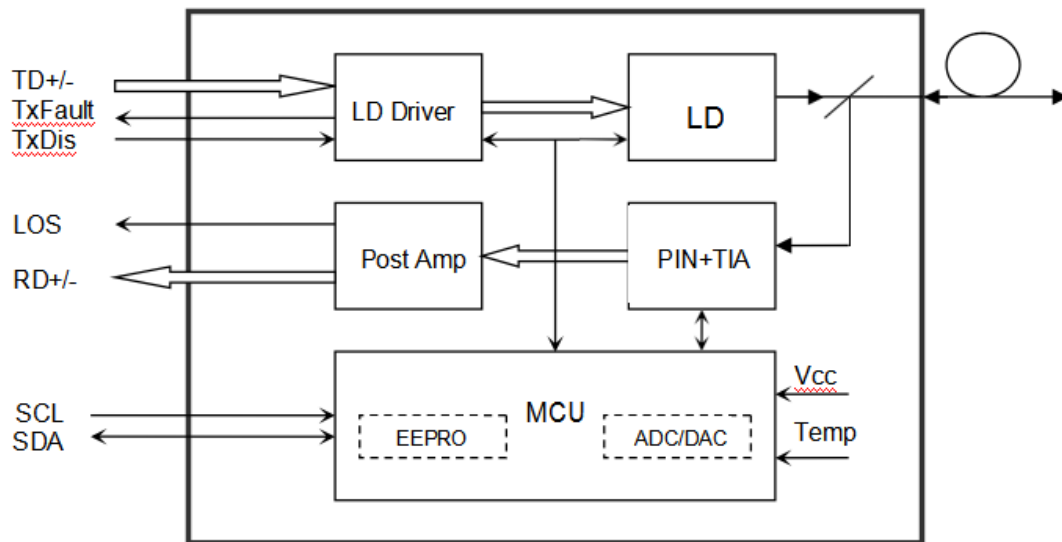 TD+/-
TxFault
TxDis
LD Driver
LD
LOS
RD+/-
Post Amp
PIN+TIA
SCL
SDA
MCU
EEPRO
ADC/DAC
Vcc
Temp